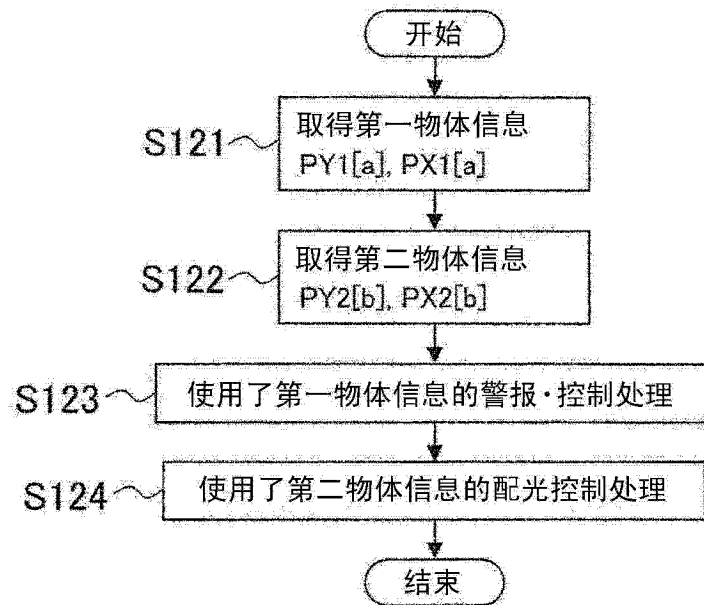 开始
S121
取得第一物体信息
PY1[a], PX1[a]
S122
取得第二物体信息
PY2[b], PX2[b]
S123
使用了第一物体信息的警报·控制处理
S124
使用了第二物体信息的配光控制处理
结束